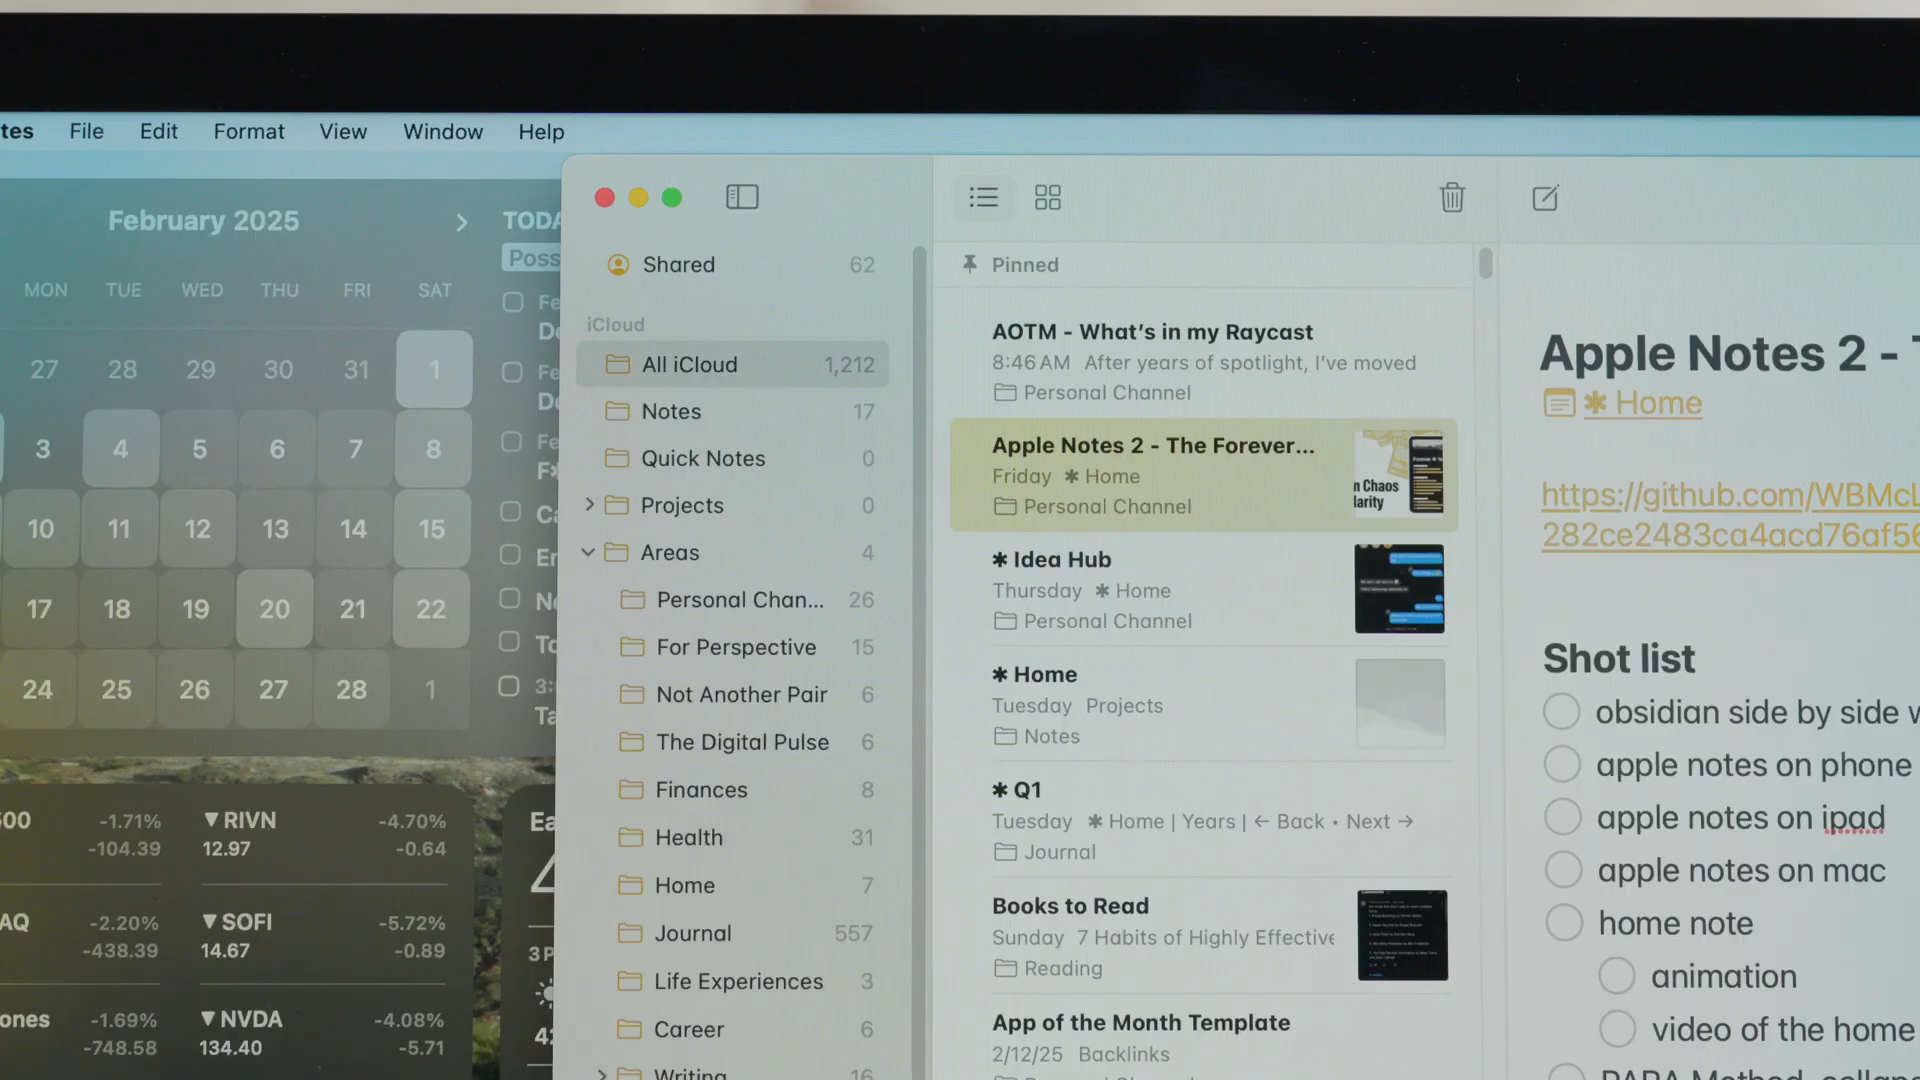 File Edit Format View Window Help
February 2025
MON TUE WED THU FRI SAT
27 28 29 30 31 1
3 4 5 6 7 8
10 11 12 13 14 15
17 18 19 20 21 22
24 25 26 27 28 1
-1.71% RIVN -4.70%
-104.39 12.97 -0.64
-2.20% SOFI -5.72%
-438.39 14.67 -0.89
-1.69% NVDA -4.08%
-748.58 134.40 -5.71
Shared 62
iCloud
All iCloud 1,212
Notes 17
Quick Notes 0
Projects 0
Areas 4
Personal Chan... 26
For Perspective 15
Not Another Pair 6
The Digital Pulse 6
Finances 8
Health 31
Home 7
Journal 557
Life Experiences 3
Career 6
Writing 16
Pinned
AOTM - What's in my Raycast
8:46 AM After years of spotlight, I've moved
Personal Channel
Apple Notes 2 - The Forever...
Friday ✱ Home
Personal Channel
✱ Idea Hub
Thursday ✱ Home
Personal Channel
✱ Home
Tuesday Projects
Notes
✱ Q1
Tuesday ✱ Home | Years | ← Back • Next →
Journal
Books to Read
Sunday 7 Habits of Highly Effective
Reading
App of the Month Template
2/12/25 Backlinks
Apple Notes 2 -
✱ Home
https://github.com/WBMcL
282ce2483ca4acd76af56
Shot list
obsidian side by side
apple notes on phone
apple notes on ipad
apple notes on mac
home note
animation
video of the home
PARA Method